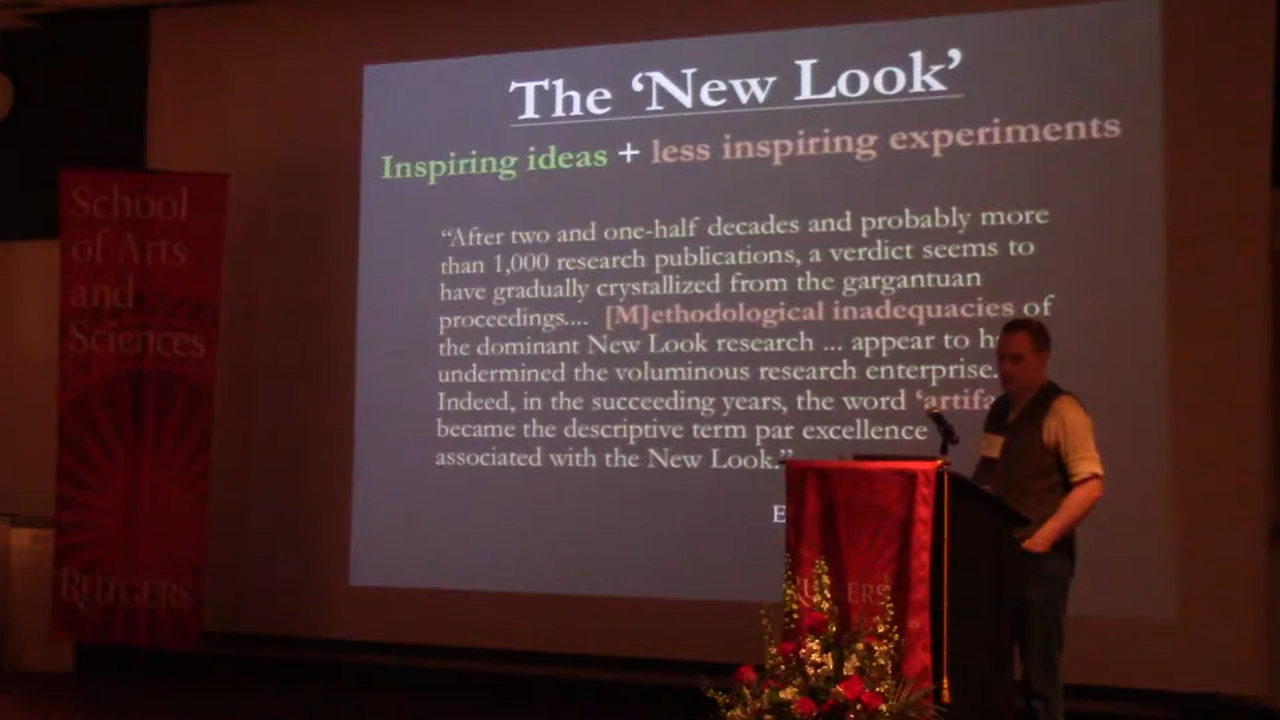 The ‘New Look’
Inspiring ideas + less inspiring experiments
“After two and one-half decades and probably more
than 1,000 research publications, a verdict seems to
have gradually crystallized from the gargantuan
proceedings.... [M]ethodological inadequacies of
the dominant New Look research ... appear to
undermined the voluminous research enterprise.
Indeed, in the succeeding years, the word
became the descriptive term par excellence
associated with the New Look.”
School
of Arts
and
Sciences
RUTGERS